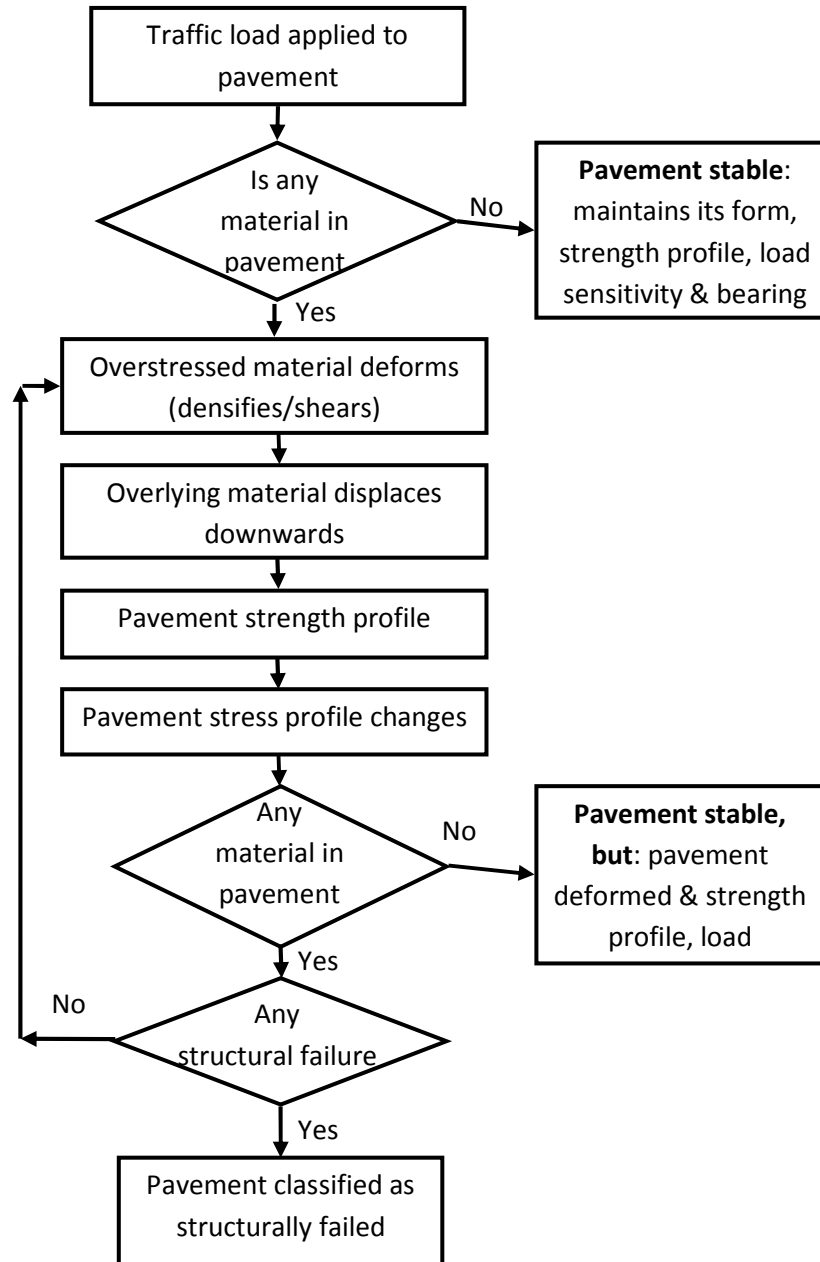 Traffic load applied to
pavement
Is any
material in
pavement
No
Pavement stable:
maintains its form,
strength profile, load
sensitivity & bearing
Yes
Overstressed material deforms
(densifies/shears)
Overlying material displaces
downwards
Pavement strength profile
Pavement stress profile changes
Any
material in
pavement
No
Pavement stable,
but: pavement
deformed & strength
profile, load
Yes
No
Any
structural failure
Yes
Pavement classified as
structurally failed